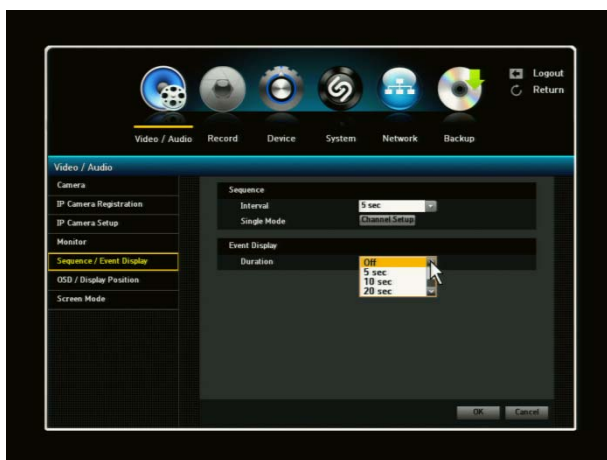 Logout
Return
Video / Audio Record Device System Network Backup
Video / Audio
Camera
IP Camera Registration
IP Camera Setup
Monitor
Sequence / Event Display
OSD / Display Position
Screen Mode
Sequence
Interval 5 sec
Single Mode Channel Setup
Event Display
Duration Off
5 sec
10 sec
20 sec
OK Cancel